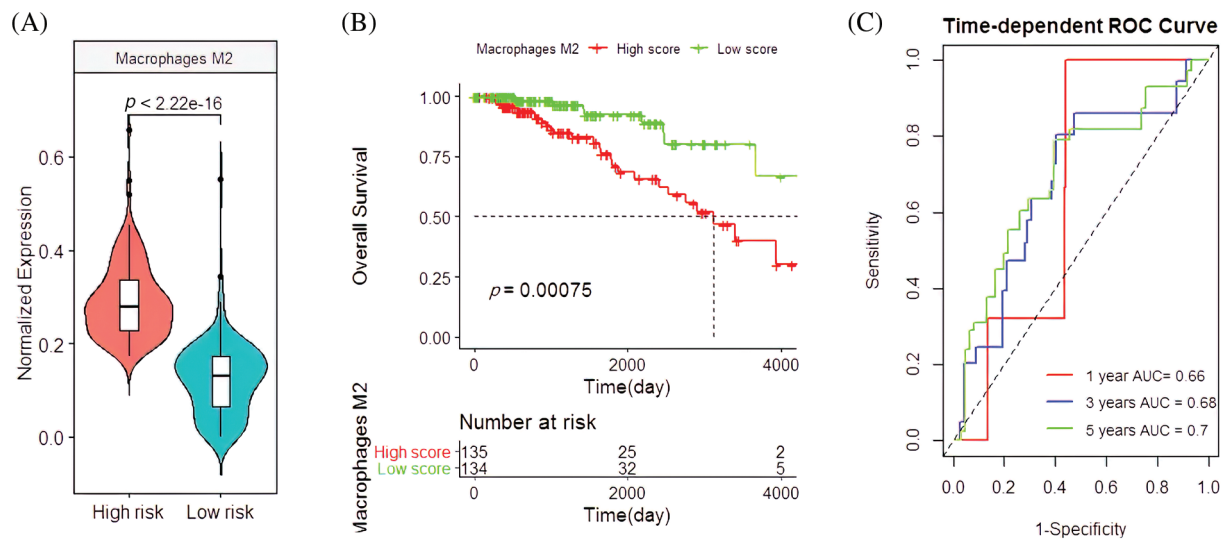 (A)
Macrophages M2
p < 2.22e-16
Normalized Expression
0.6
0.4
0.2
0.0
High risk Low risk
(B)
Macrophages M2 High score Low score
Overall Survival
1.00
0.75
0.50
0.25
0.00
p = 0.00075
0 2000 4000
Time(day)
Macrophages M2
Number at risk
High score 135 25 2
Low score 134 32 5
0 2000 4000
Time(day)
(C)
Time-dependent ROC Curve
Sensitivity
1.0
0.8
0.6
0.4
0.2
0.0
1 year AUC= 0.66
3 years AUC = 0.68
5 years AUC = 0.7
0.0 0.2 0.4 0.6 0.8 1.0
1-Specificity